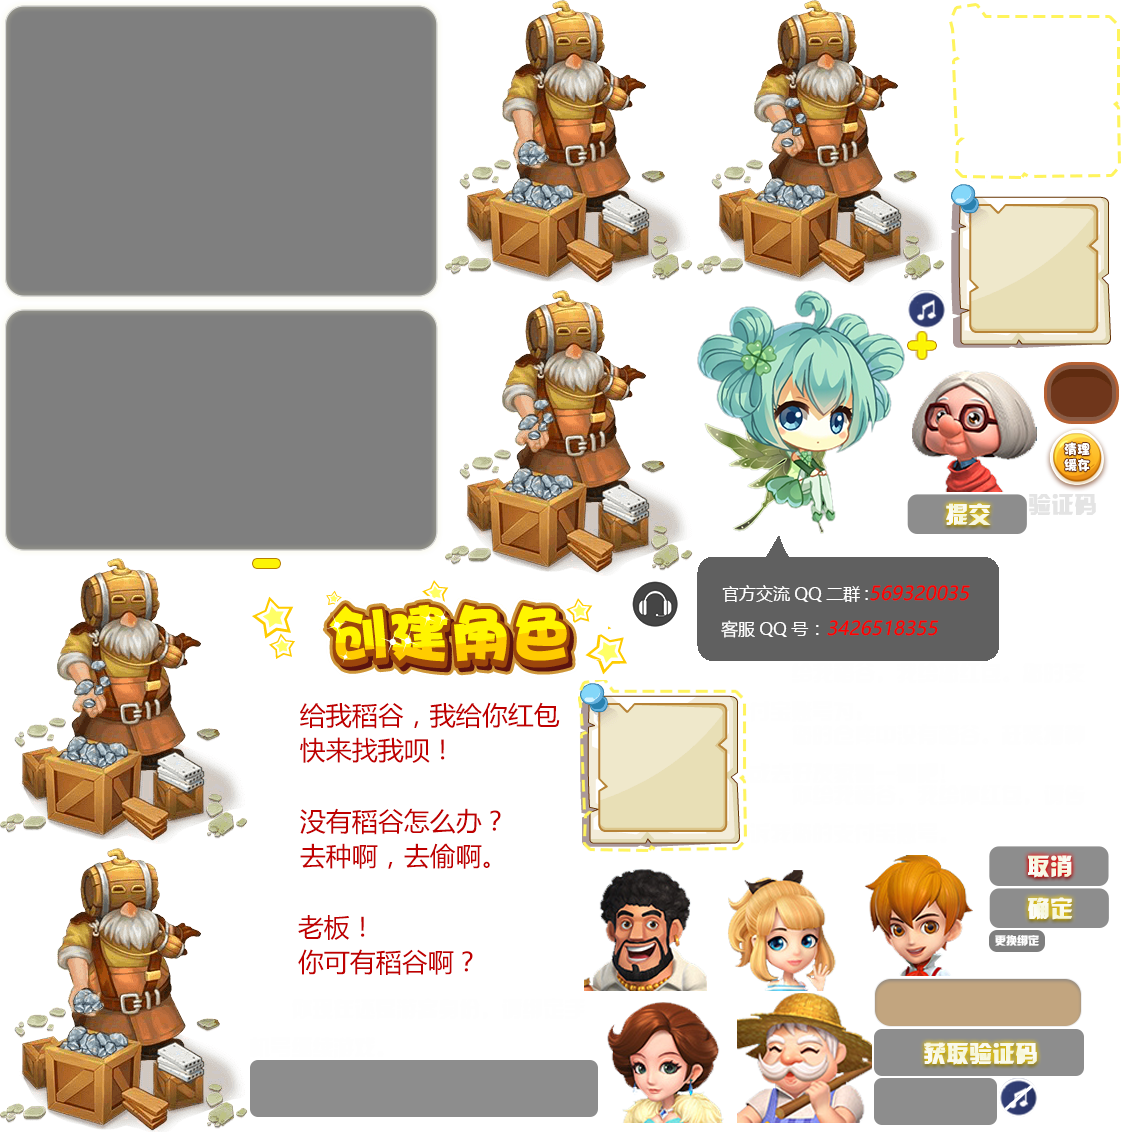 清理
缓存
提交
验证码
官方交流 QQ 二群 :569320035
客服 QQ 号 : 3426518355
创建角色
给我稻谷，我给你红包
快来找我呗！
没有稻谷怎么办？
去种啊，去偷啊。
老板！
你可有稻谷啊？
取消
确定
更换绑定
获取验证码